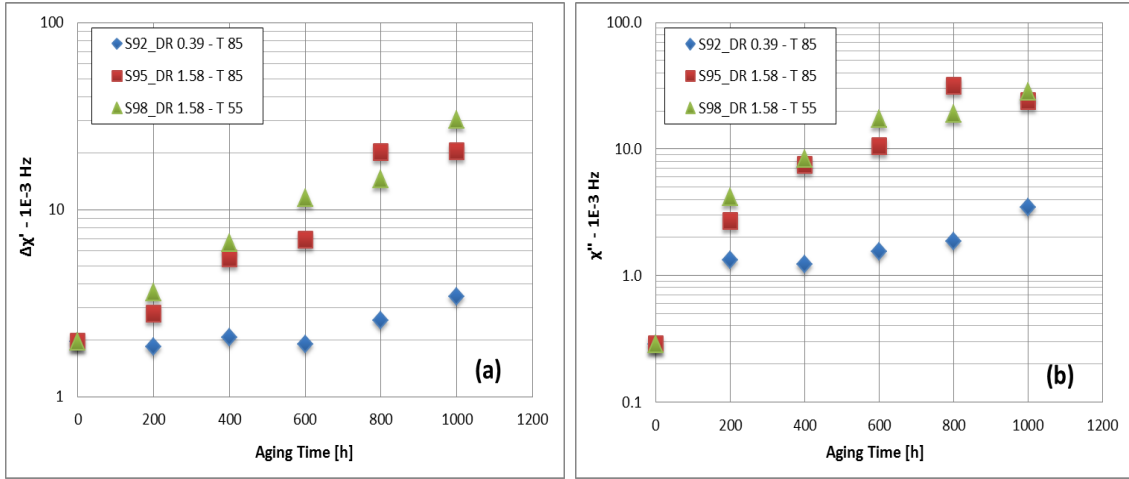 100
S92_DR 0.39 - T 85
S95_DR 1.58 - T 85
S98_DR 1.58 - T 55
Δχ' - 1E-3 Hz
10
(a)
1
0 200 400 600 800 1000 1200
Aging Time [h]
100.0
S92_DR 0.39 - T 85
S95_DR 1.58 - T 85
S98_DR 1.58 - T 55
10.0
χ'' - 1E-3 Hz
1.0
(b)
0.1
0 200 400 600 800 1000 1200
Aging Time [h]